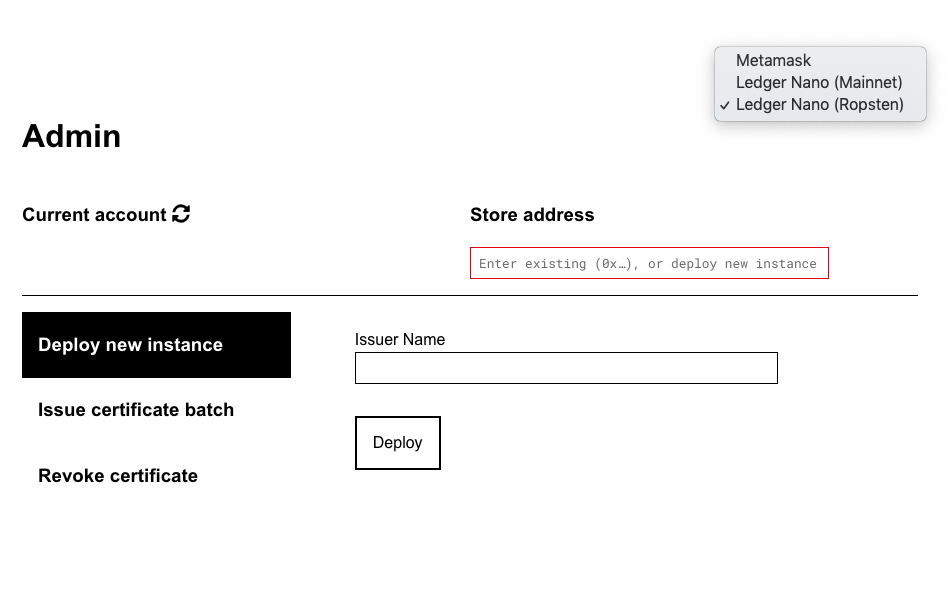 Metamask
Ledger Nano (Mainnet)
✓ Ledger Nano (Ropsten)
Admin
Current account
Store address
Enter existing (0x…), or deploy new instance
Deploy new instance
Issuer Name
Issue certificate batch
Deploy
Revoke certificate